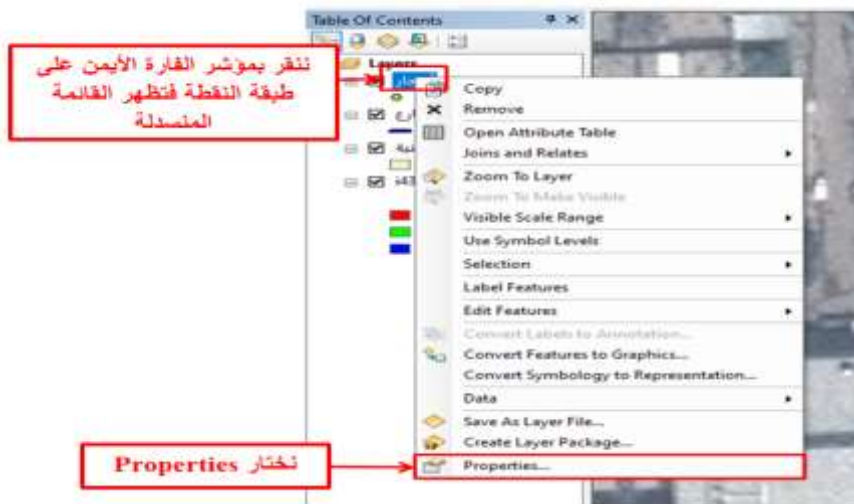 Table Of Contents
Layers
ننقر بمؤشر الفارة الأيمن على
طبقة النقطة فتظهر القائمة
المنسدلة
Copy
Remove
Open Attribute Table
Joins and Relates
Zoom To Layer
Zoom To Make Visible
Visible Scale Range
Use Symbol Levels
Selection
Label Features
Edit Features
Convert Labels to Annotation...
Convert Features to Graphics...
Convert Symbology to Representation...
Data
Save As Layer File...
Create Layer Package...
نختار Properties
Properties...